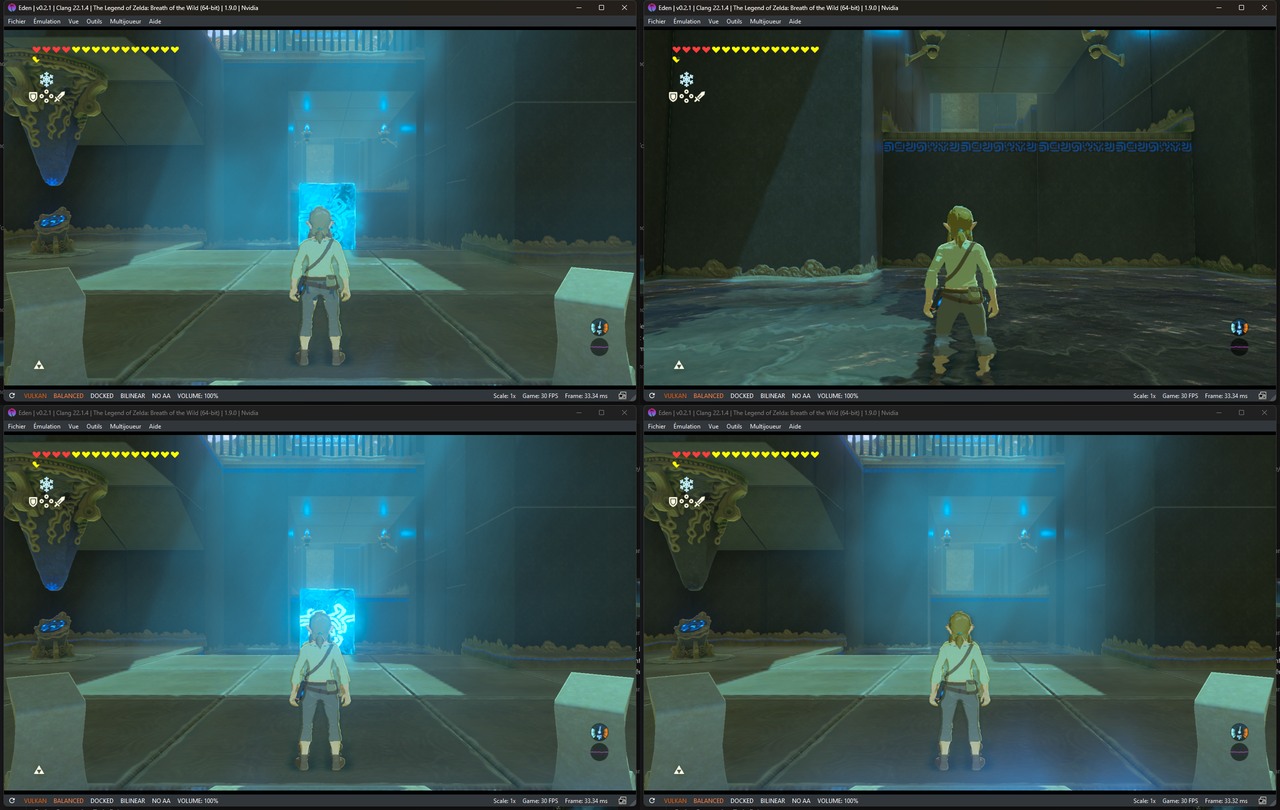 Eden | v0.2.1 | Clang 22.1.4 | The Legend of Zelda: Breath of the Wild (64-bit) | 1.9.0 | Nvidia
Fichier Émulation Vue Outils Multijoueur Aide
VULKAN BALANCED DOCKED BILINEAR NO AA VOLUME: 100% Scale: 1x Game: 30 FPS Frame: 33.34 ms
Eden | v0.2.1 | Clang 22.1.4 | The Legend of Zelda: Breath of the Wild (64-bit) | 1.9.0 | Nvidia
Fichier Émulation Vue Outils Multijoueur Aide
VULKAN BALANCED DOCKED BILINEAR NO AA VOLUME: 100% Scale: 1x Game: 30 FPS Frame: 33.34 ms
Eden | v0.2.1 | Clang 22.1.4 | The Legend of Zelda: Breath of the Wild (64-bit) | 1.9.0 | Nvidia
Fichier Émulation Vue Outils Multijoueur Aide
VULKAN BALANCED DOCKED BILINEAR NO AA VOLUME: 100% Scale: 1x Game: 30 FPS Frame: 33.34 ms
Eden | v0.2.1 | Clang 22.1.4 | The Legend of Zelda: Breath of the Wild (64-bit) | 1.9.0 | Nvidia
Fichier Émulation Vue Outils Multijoueur Aide
VULKAN BALANCED DOCKED BILINEAR NO AA VOLUME: 100% Scale: 1x Game: 30 FPS Frame: 33.32 ms